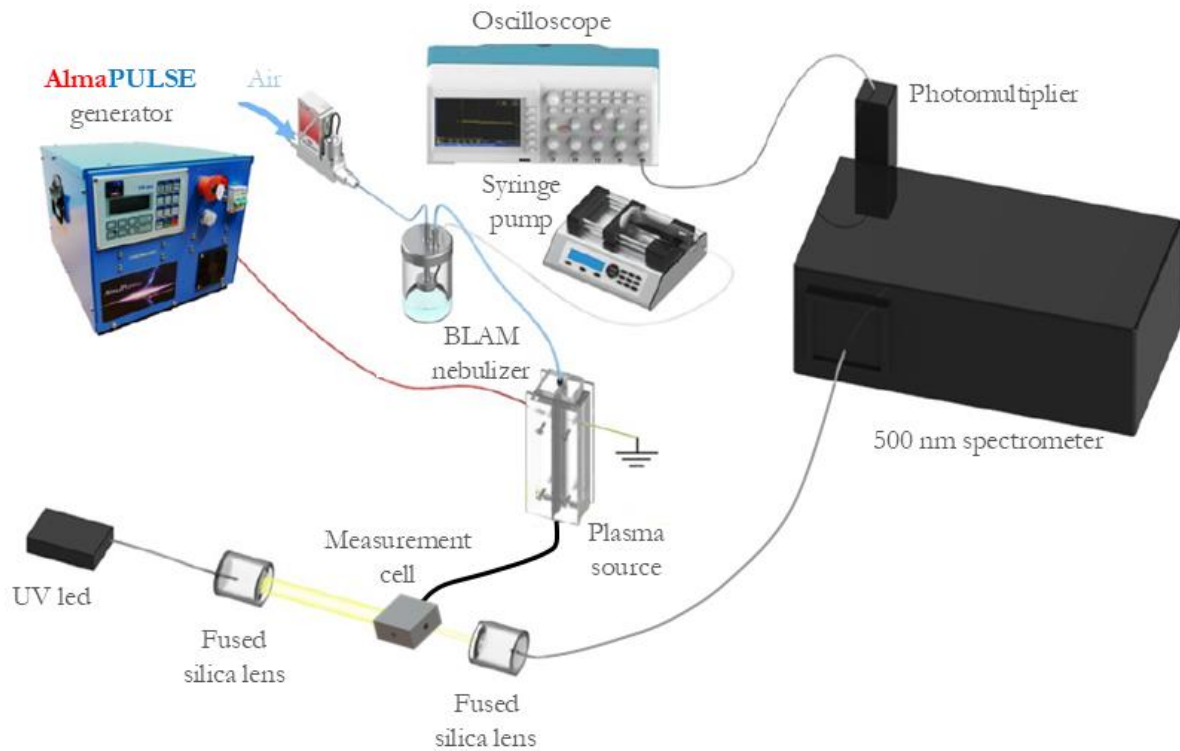 Oscilloscope
AlmaPULSE
generator
Air
Photomultiplier
Syringe
pump
BLAM
nebulizer
500 nm spectrometer
Plasma
source
Measurement
cell
UV led
Fused
silica lens
Fused
silica lens